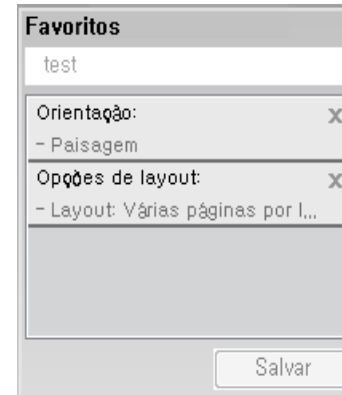 Favoritos
test
Orientação:
X
- Paisagem
Opções de layout:
X
- Layout: Várias páginas por l...
Salvar